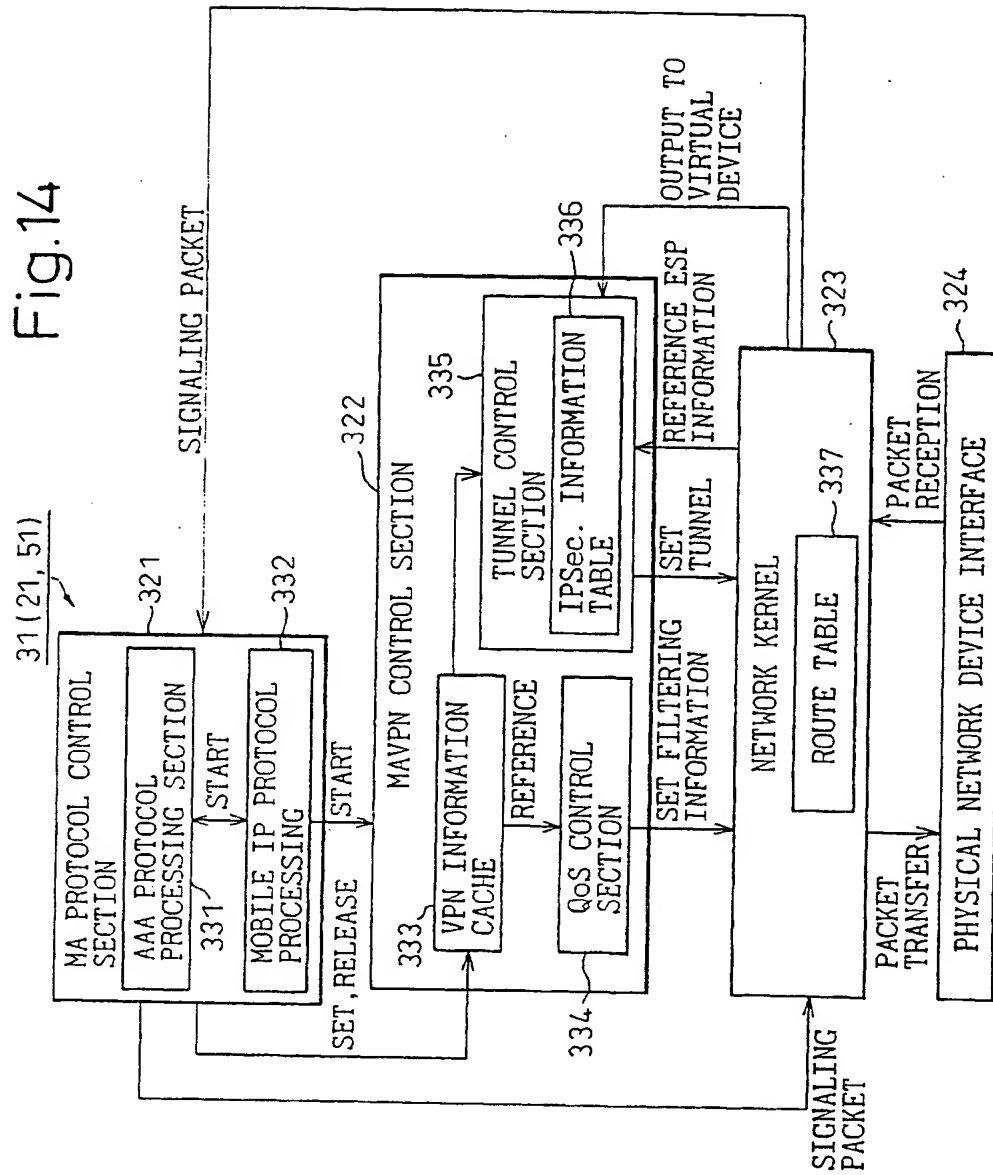 Fig.14
31(21, 51)
SIGNALING PACKET
MA PROTOCOL CONTROL
SECTION
321
AAA PROTOCOL
PROCESSING SECTION
331
START
332
MOBILE IP PROTOCOL
PROCESSING
SET,RELEASE
START
322
MAVPN CONTROL SECTION
333
VPN INFORMATION
CACHE
REFERENCE
334
QoS CONTROL
SECTION
335
TUNNEL CONTROL
SECTION
336
IPSec. INFORMATION
TABLE
OUTPUT TO
VIRTUAL
DEVICE
SET FILTERING
INFORMATION
SET
TUNNEL
REFERENCE ESP
INFORMATION
SIGNALING
PACKET
323
NETWORK KERNEL
337
ROUTE TABLE
PACKET
TRANSFER
PACKET
RECEPTION
324
PHYSICAL NETWORK DEVICE INTERFACE